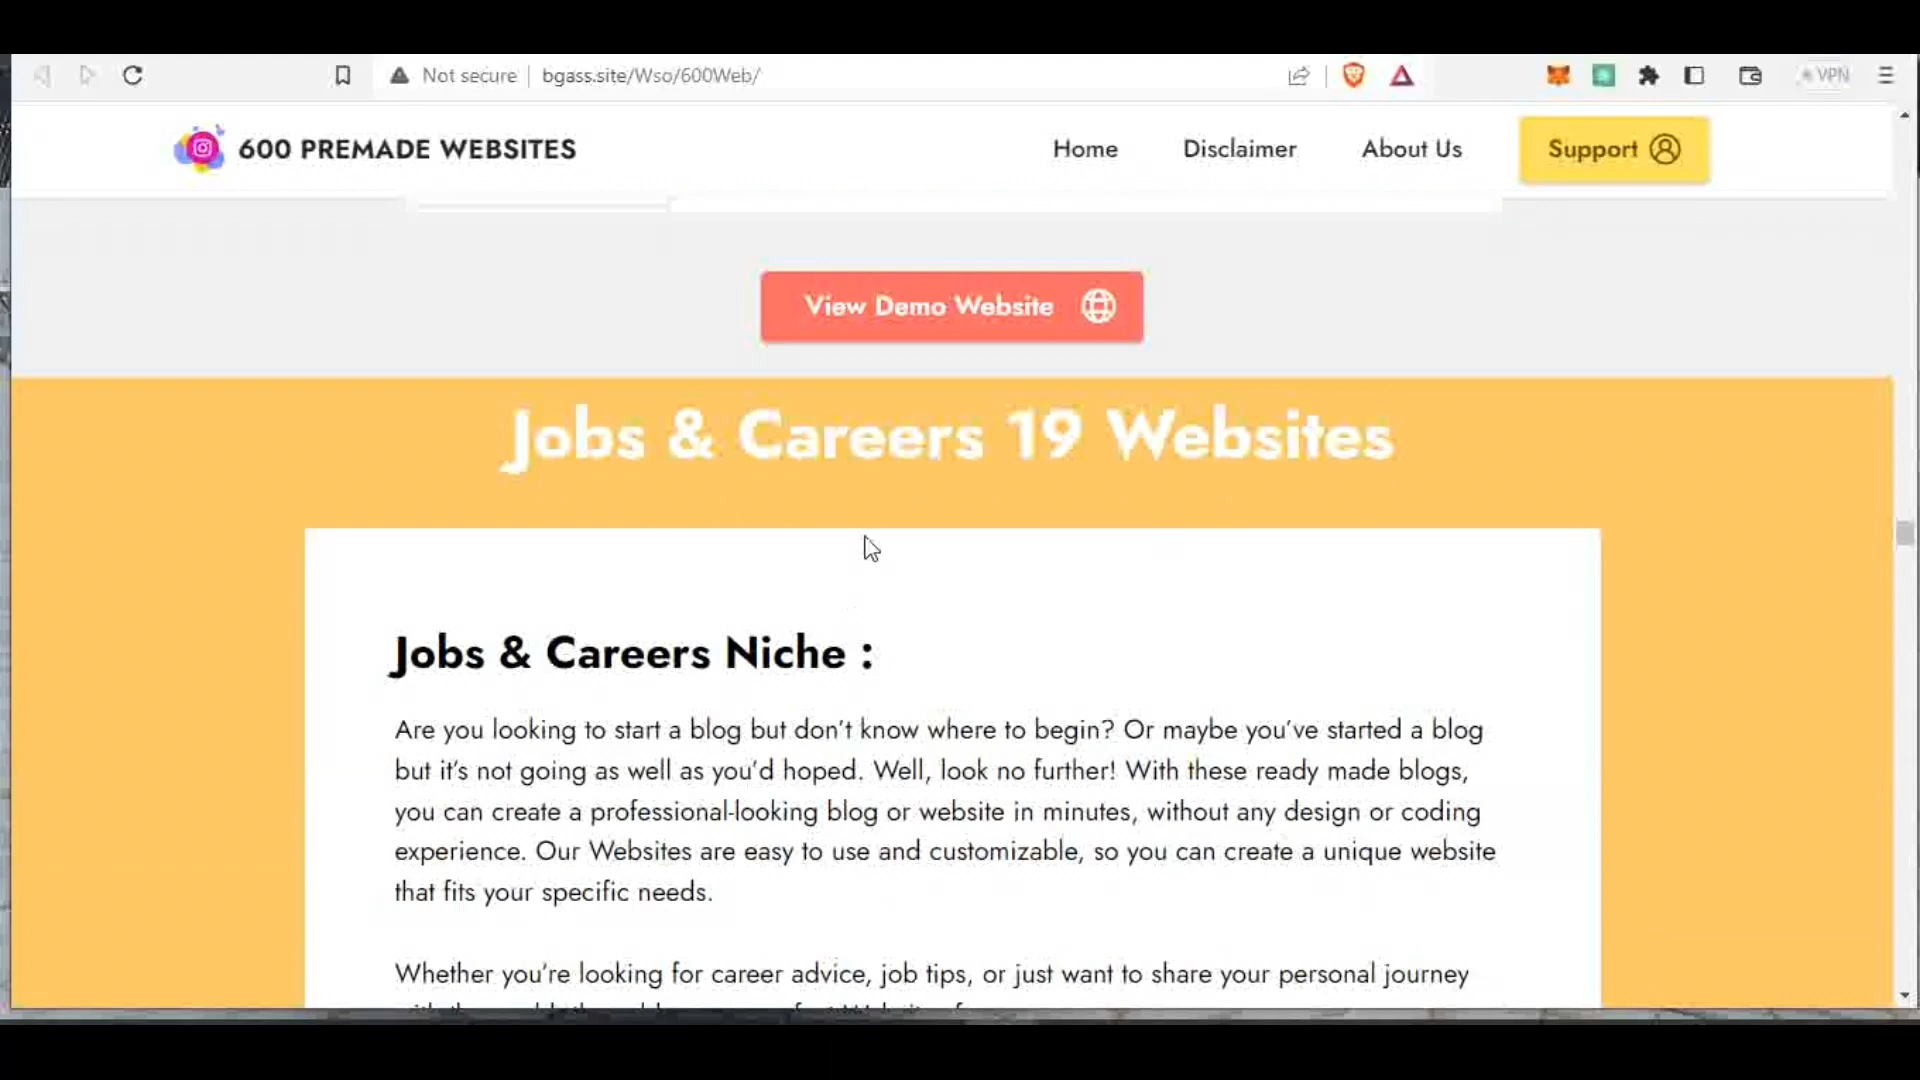 Not secure bgass.site/Wso/600Web/ VPN
600 PREMADE WEBSITES Home Disclaimer About Us Support
View Demo Website
Jobs & Careers 19 Websites
Jobs & Careers Niche :
Are you looking to start a blog but don't know where to begin? Or maybe you've started a blog
but it's not going as well as you'd hoped. Well, look no further! With these ready made blogs,
you can create a professional-looking blog or website in minutes, without any design or coding
experience. Our Websites are easy to use and customizable, so you can create a unique website
that fits your specific needs.
Whether you're looking for career advice, job tips, or just want to share your personal journey